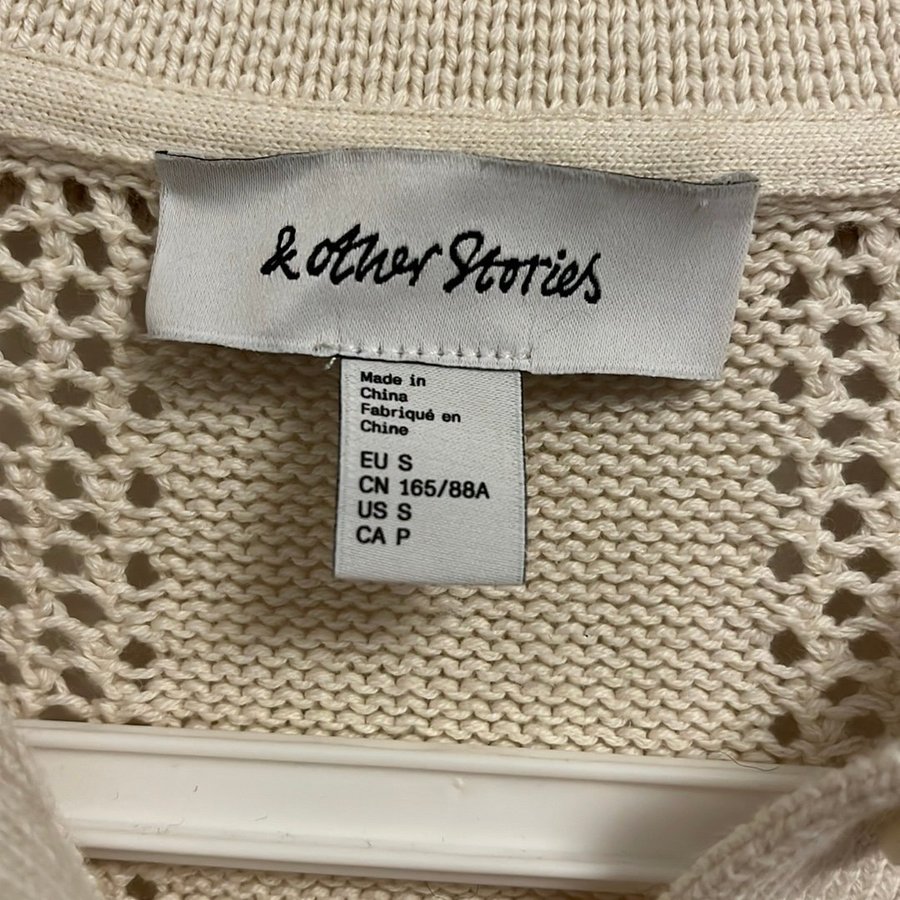 & other Stories
Made in
China
Fabriqué en
Chine
EU S
CN 165/88A
US S
CA P